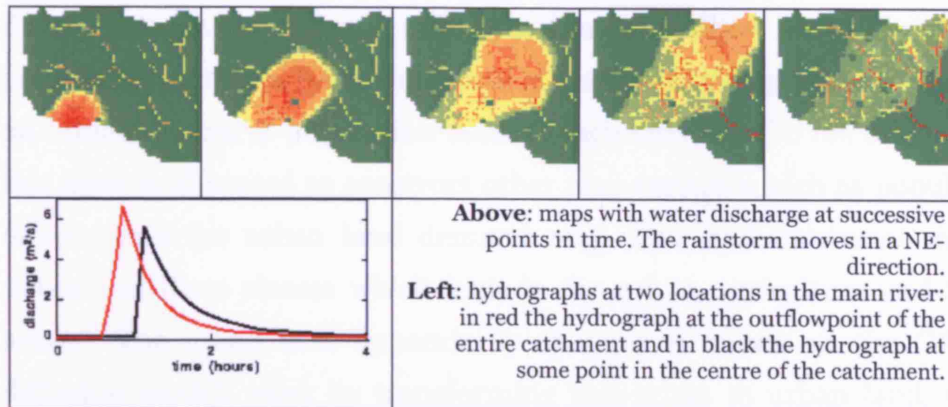 6
4
2
0
discharge (m³/s)
0 2 4
time (hours)
Above: maps with water discharge at successive
points in time. The rainstorm moves in a NE-
direction.
Left: hydrographs at two locations in the main river:
in red the hydrograph at the outflowpoint of the
entire catchment and in black the hydrograph at
some point in the centre of the catchment.